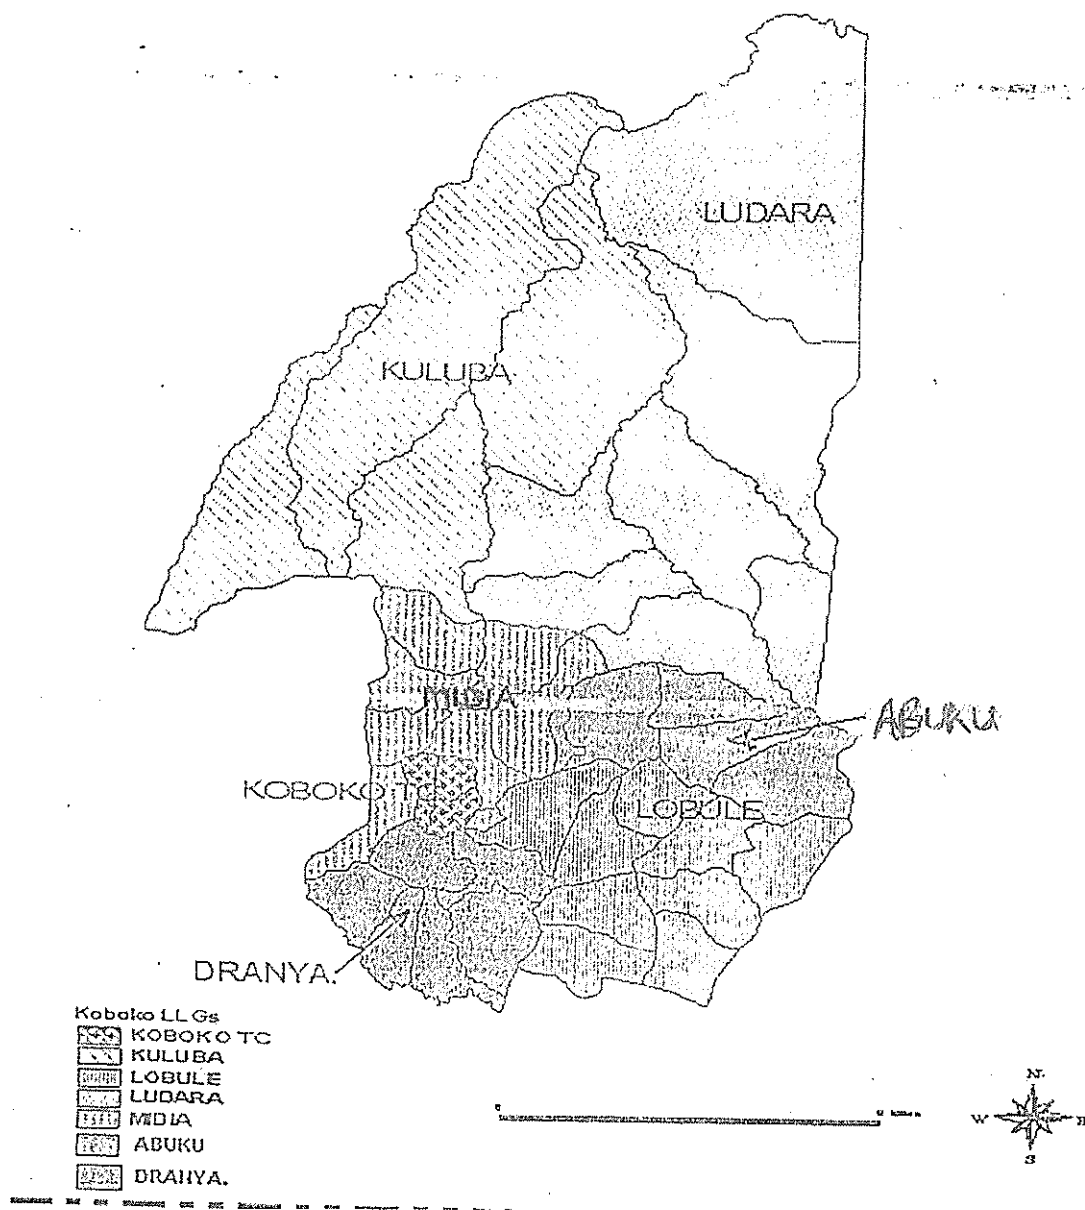 LUDARA
KULUBA
MIDIA
ABUKU
KOBOKO TC
LOBULE
DRANYA.
Koboko LLGs
KOBOKO TC
KULUBA
LOBULE
LUDARA
MIDIA
ABUKU
DRANYA.
N
W E
S